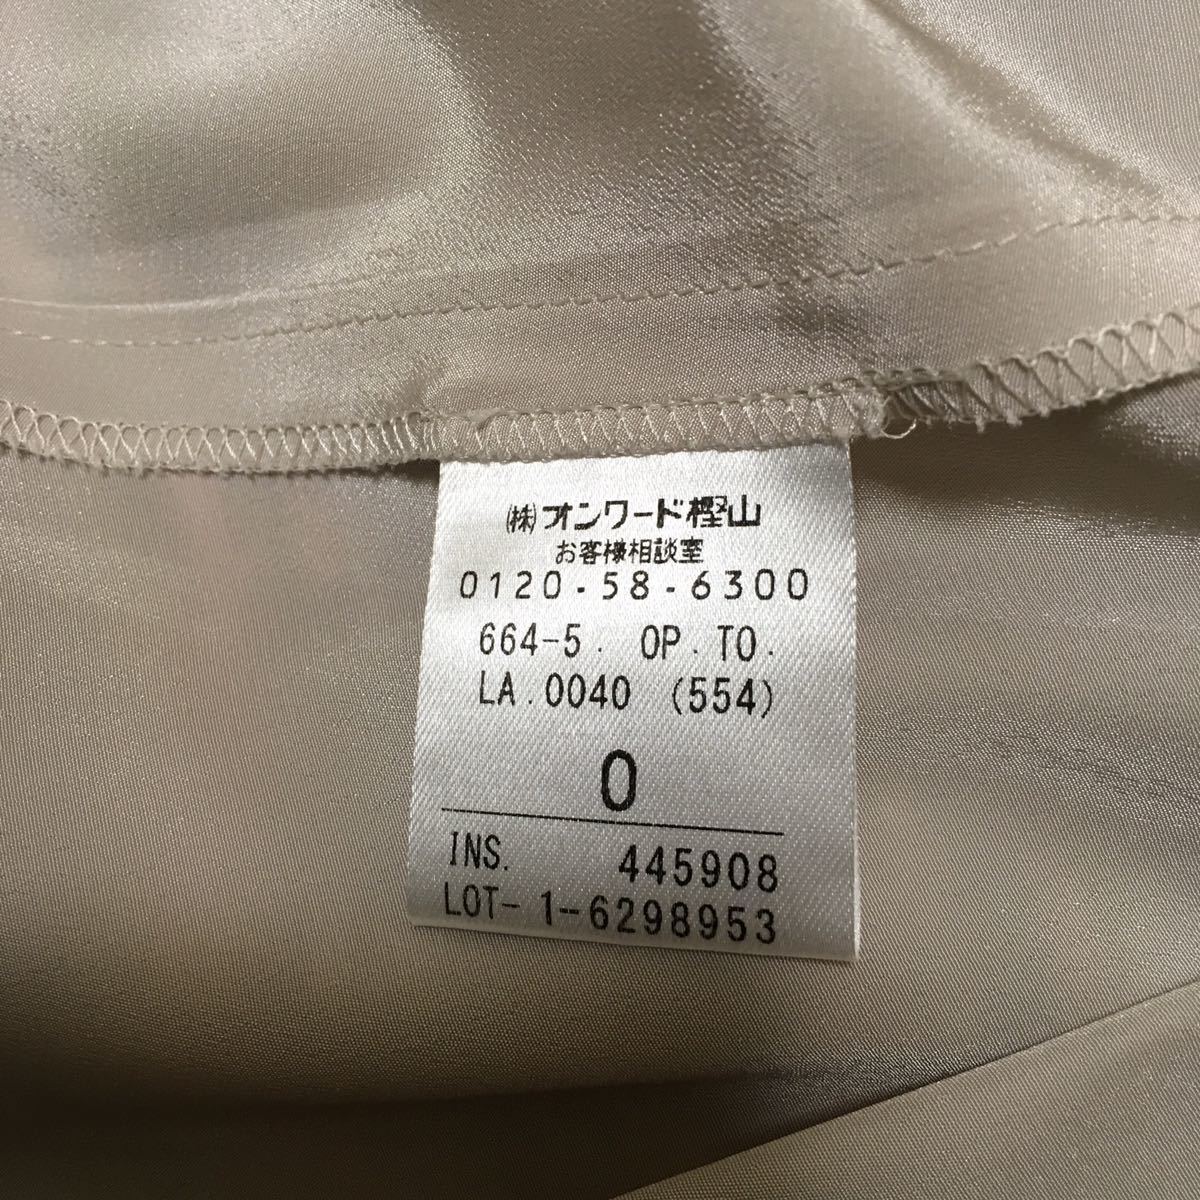 ㈱オンワード樫山
お客様相談室
0120-58-6300
664-5. OP.TO.
LA.0040 (554)
0
INS. 445908
LOT- 1-6298953